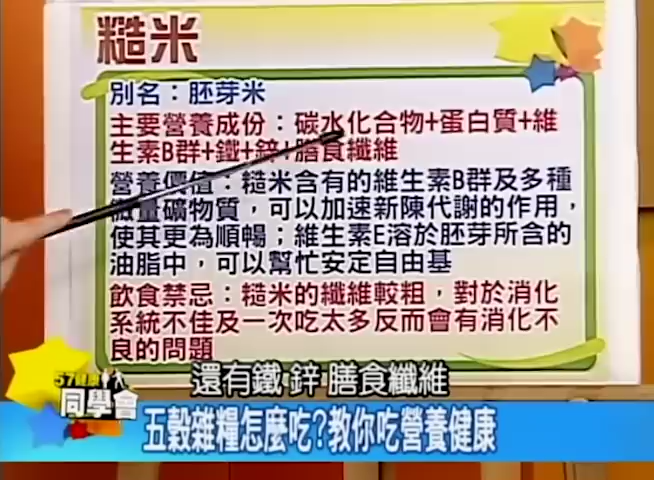 糙米
別名：胚芽米
主要營養成份：碳水化合物+蛋白質+維
生素B群+鐵+鋅+膳食纖維
營養價值：糙米含有的維生素B群及多種
微量礦物質，可以加速新陳代謝的作用，
使其更為順暢；維生素E溶於胚芽所含的
油脂中，可以幫忙安定自由基
飲食禁忌：糙米的纖維較粗，對於消化
系統不佳及一次吃太多反而會有消化不
良的問題
還有鐵 鋅 膳食纖維
57健康
同學會
五穀雜糧怎麼吃?教你吃營養健康